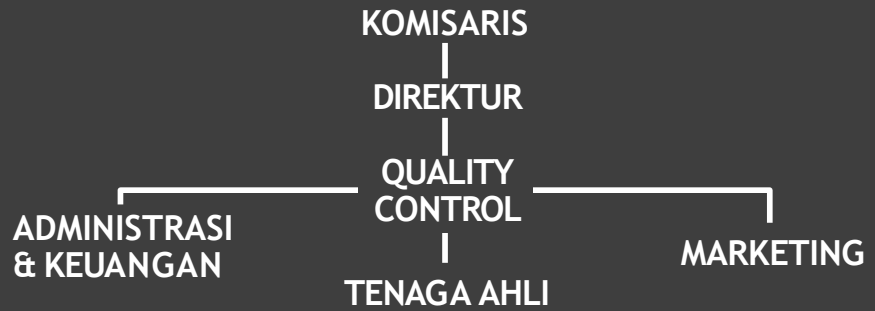 KOMISARIS
DIREKTUR
QUALITY
CONTROL
ADMINISTRASI
& KEUANGAN
MARKETING
TENAGA AHLI